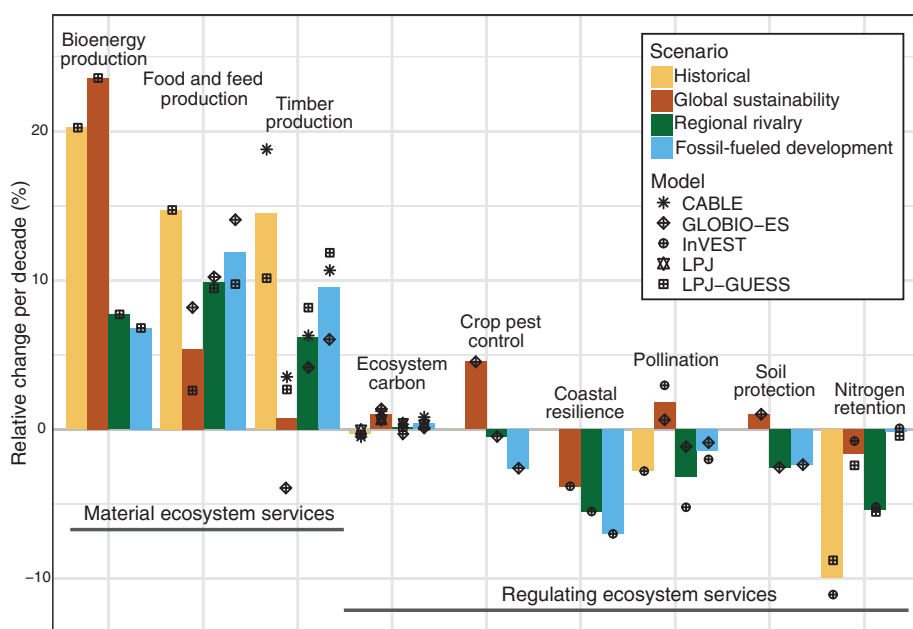 Bioenergy
production
Food and feed
production
Timber
production
Scenario
Historical
Global sustainability
Regional rivalry
Fossil-fueled development
Model
CABLE
GLOBIO−ES
InVEST
LPJ
LPJ−GUESS
Relative change per decade (%)
20
10
0
−10
Ecosystem
carbon
Crop pest
control
Coastal
resilience
Pollination
Soil
protection
Nitrogen
retention
Material ecosystem services
Regulating ecosystem services